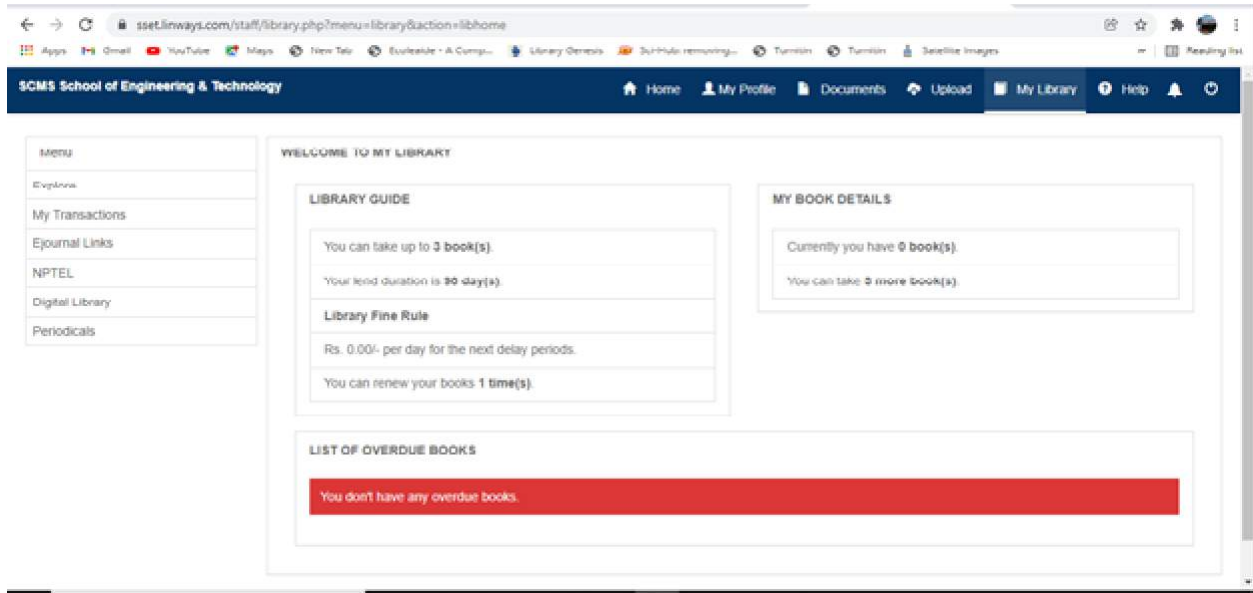 sset.linways.com/staff/library.php?menu=library&action=libhome
Apps Gmail YouTube Maps New Tab Library Genesis Sci-Hub: removing... Turnitin Turnitin Satellite Images Reading list
SCMS School of Engineering & Technology Home My Profile Documents Upload My Library Help
Menu
Explore
My Transactions
Ejournal Links
NPTEL
Digital Library
Periodicals
WELCOME TO MY LIBRARY
LIBRARY GUIDE
You can take up to 3 book(s).
Your lend duration is day(s).
Library Fine Rule
Rs. 0.00/- per day for the next delay periods.
You can renew your books 1 time(s).
MY BOOK DETAILS
Currently you have 0 book(s).
You can take 3 more book(s).
LIST OF OVERDUE BOOKS
You don't have any overdue books.